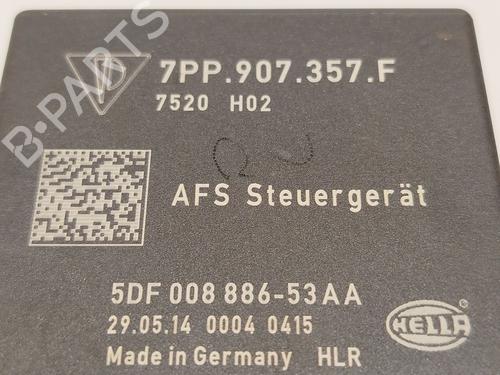 7PP.907.357.F
7520 H02
B-PARTS
AFS Steuergerät
5DF 008 886-53AA
29.05.14 0004 0415
HELLA
Made in Germany HLR